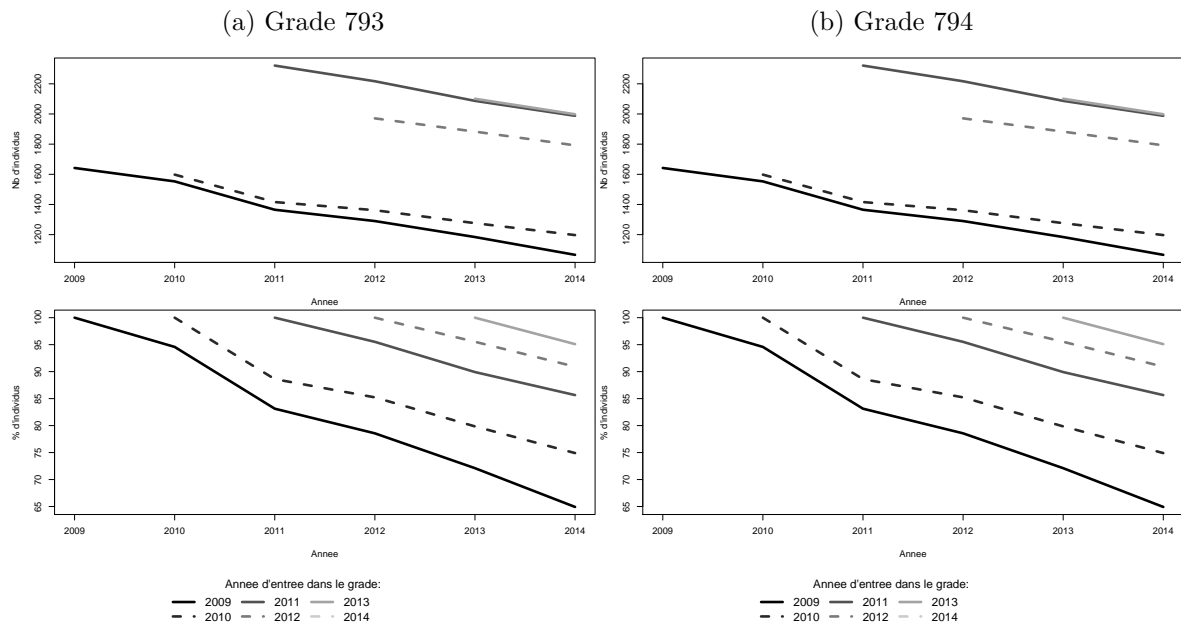 (a) Grade 793
(b) Grade 794
Nb d'individus
2200
2000
1800
1600
1400
1200
2009 2010 2011 2012 2013 2014
Annee
Nb d'individus
2200
2000
1800
1600
1400
1200
2009 2010 2011 2012 2013 2014
Annee
% d'individus
100
95
90
85
80
75
70
65
2009 2010 2011 2012 2013 2014
Annee
% d'individus
100
95
90
85
80
75
70
65
2009 2010 2011 2012 2013 2014
Annee
Annee d'entree dans le grade:
2009 2011 2013
2010 2012 2014
Annee d'entree dans le grade:
2009 2011 2013
2010 2012 2014